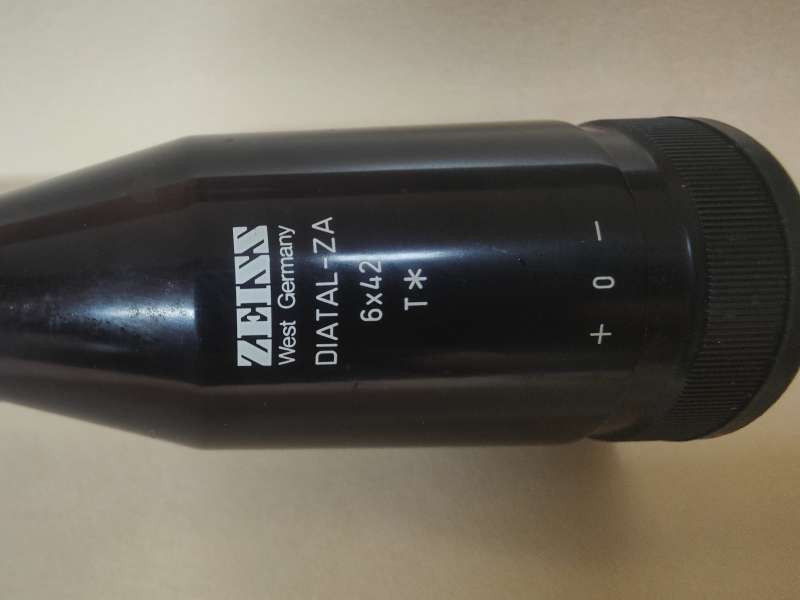 ZEISS
West Germany
DIATAL-ZA
6x42
T*
+ 0 -